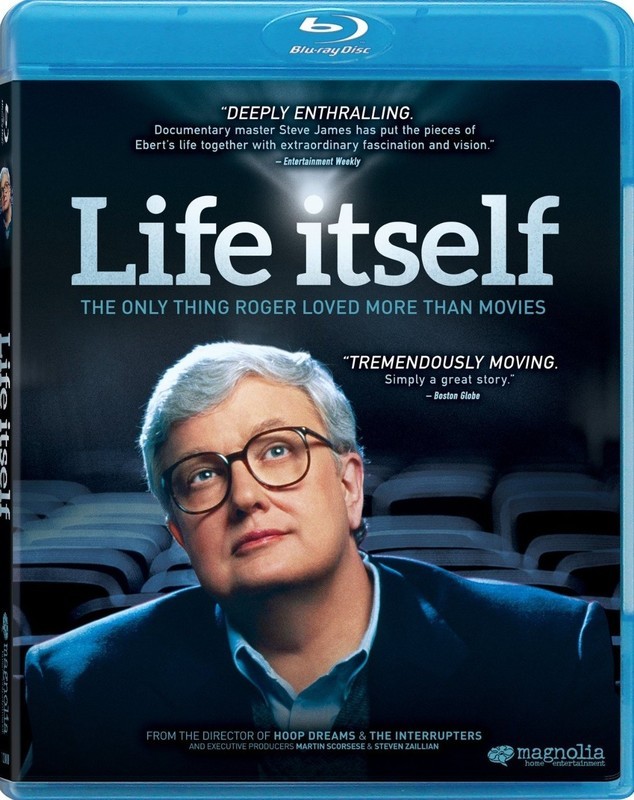 Blu-ray Disc
“DEEPLY ENTHRALLING.
Documentary master Steve James has put the pieces of
Ebert's life together with extraordinary fascination and vision.”
– Entertainment Weekly
Life itself
THE ONLY THING ROGER LOVED MORE THAN MOVIES
“TREMENDOUSLY MOVING.
Simply a great story.”
– Boston Globe
FROM THE DIRECTOR OF HOOP DREAMS & THE INTERRUPTERS
AND EXECUTIVE PRODUCERS MARTIN SCORSESE & STEVEN ZAILLIAN
magnolia
home entertainment
Life itself
magnolia